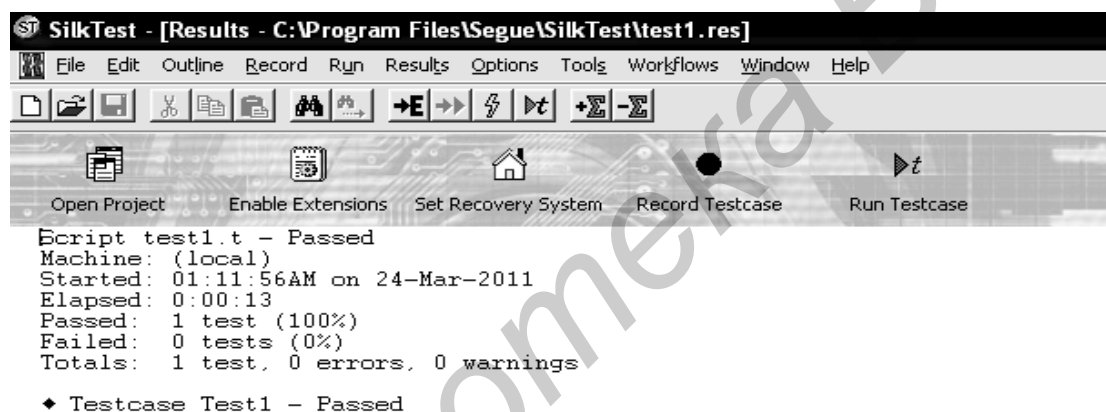 SilkTest - [Results - C:\Program Files\Segue\SilkTest\test1.res]
File Edit Outline Record Run Results Options Tools Workflows Window Help
Open Project Enable Extensions Set Recovery System Record Testcase Run Testcase
Script test1.t - Passed
Machine: (local)
Started: 01:11:56AM on 24-Mar-2011
Elapsed: 0:00:13
Passed: 1 test (100%)
Failed: 0 tests (0%)
Totals: 1 test, 0 errors, 0 warnings
◆ Testcase Test1 - Passed